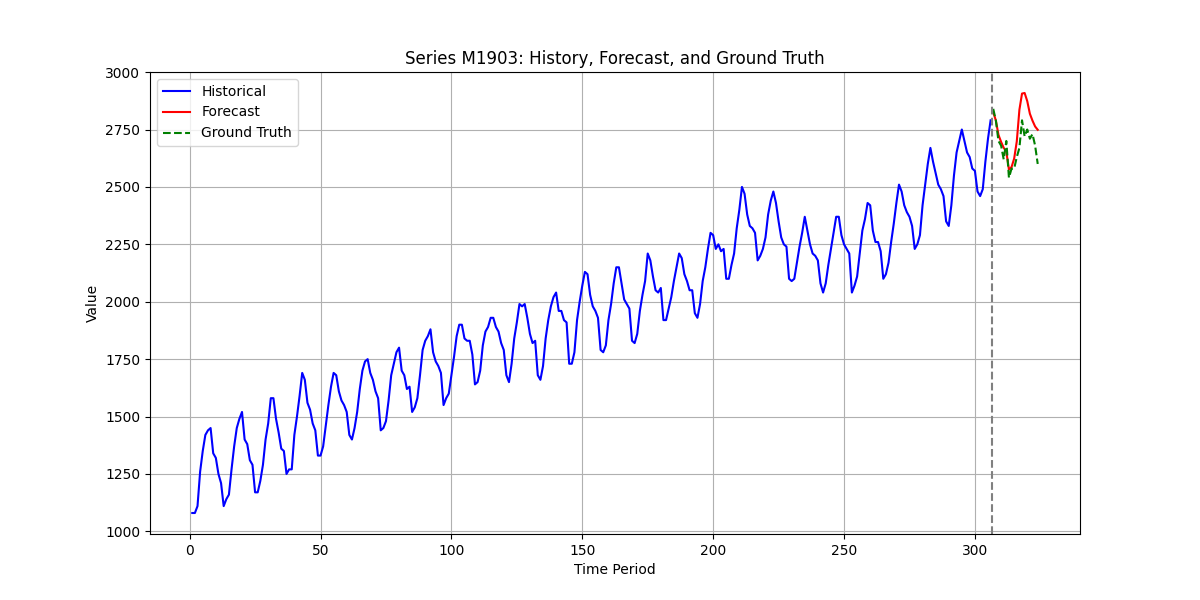 Series M1903: History, Forecast, and Ground Truth
3000
2750
2500
2250
2000
1750
1500
1250
1000
Value
Historical
Forecast
Ground Truth
0 50 100 150 200 250 300
Time Period